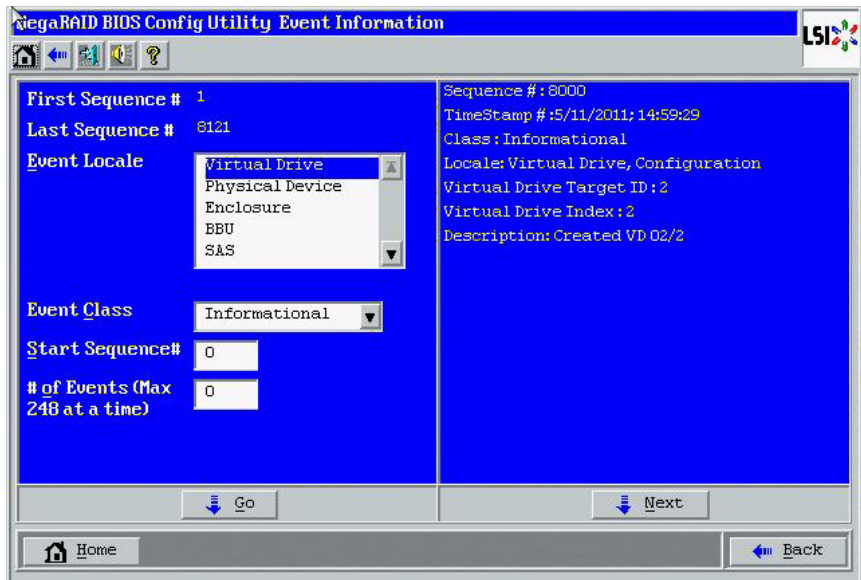 MegaRAID BIOS Config Utility Event Information
LSI
First Sequence # 1
Last Sequence # 8121
Event Locale
Virtual Drive
Physical Device
Enclosure
BBU
SAS
Event Class
Informational
Start Sequence# 0
# of Events (Max 248 at a time) 0
Go
Sequence #:8000
TimeStamp #:5/11/2011; 14:59:29
Class:Informational
Locale: Virtual Drive, Configuration
Virtual Drive Target ID:2
Virtual Drive Index:2
Description: Created VD 02/2
Next
Home
Back